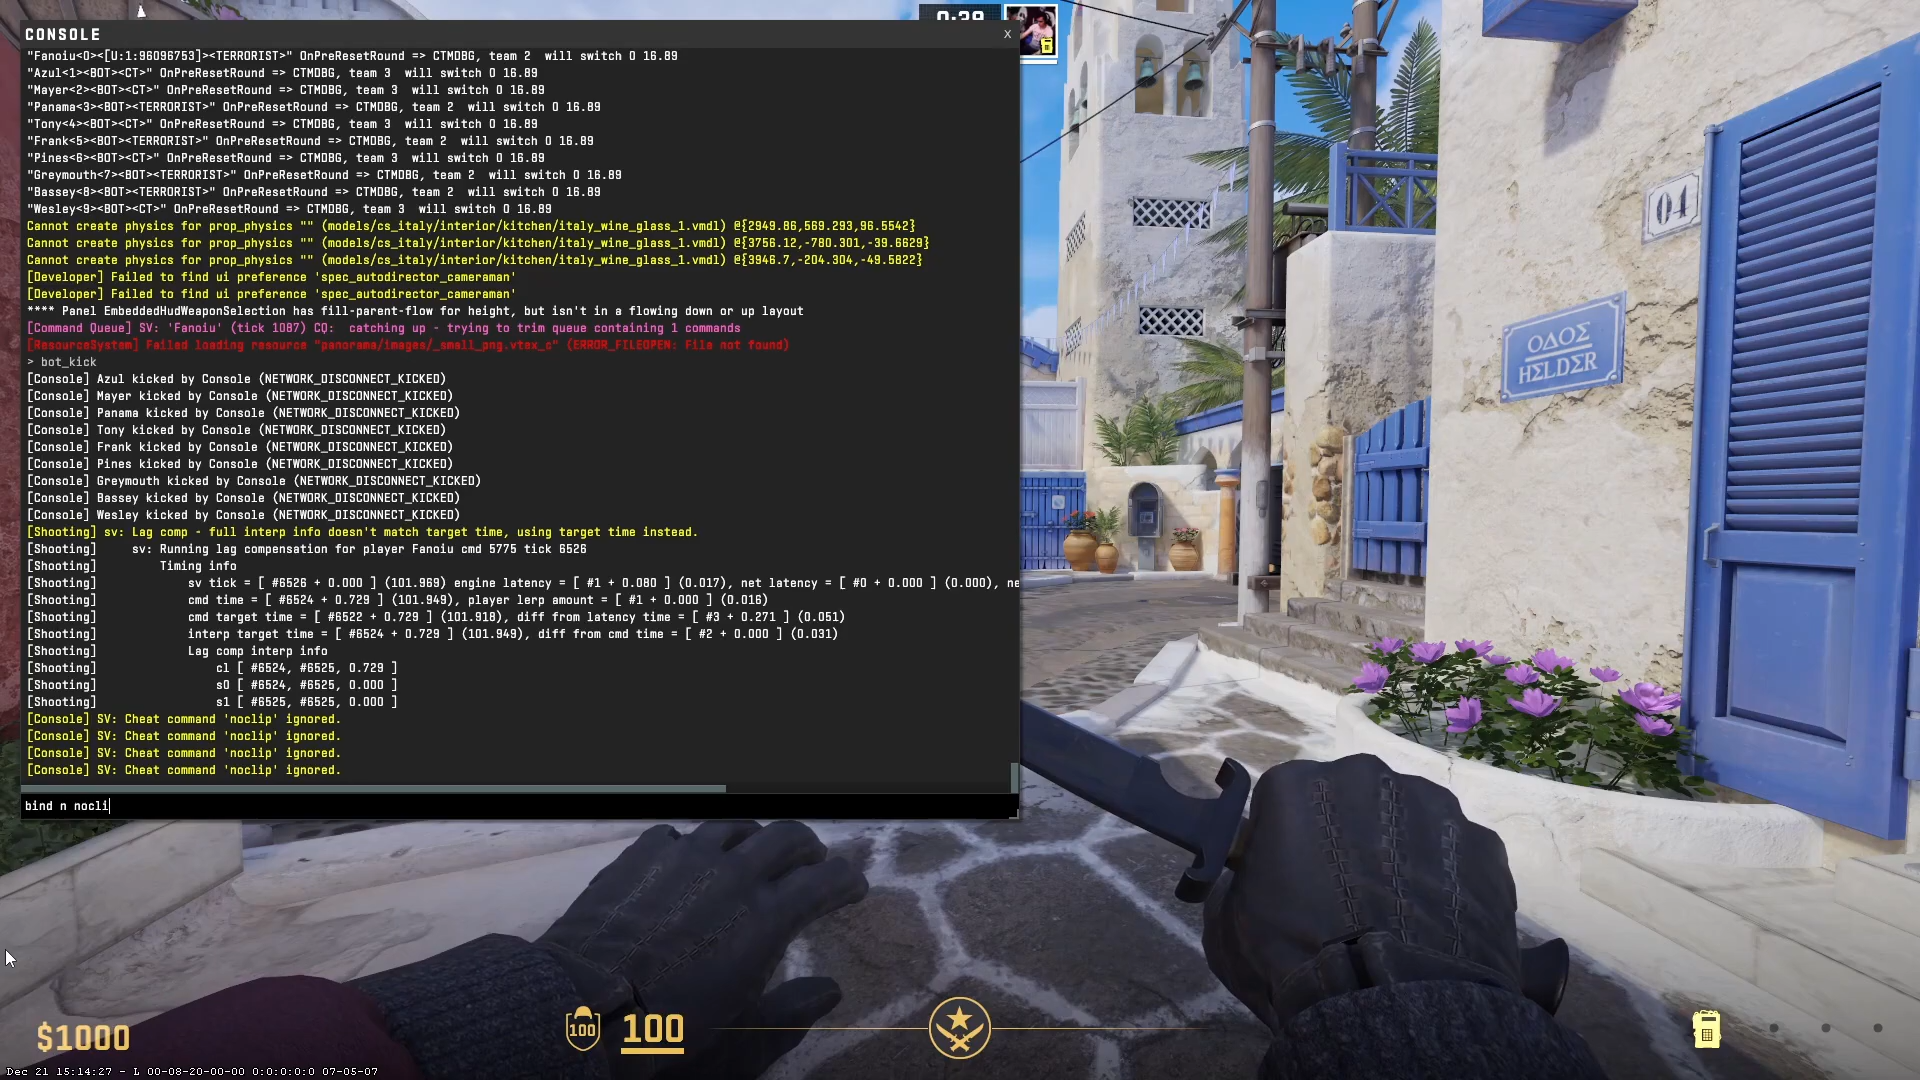 0:39
CONSOLE
X
"Fanoiu<0><[U:1:96096753]><TERRORIST>" OnPreResetRound => CTMDBG, team 2  will switch 0 16.89
"Azul<1><BOT><CT>" OnPreResetRound => CTMDBG, team 3  will switch 0 16.89
"Mayer<2><BOT><CT>" OnPreResetRound => CTMDBG, team 3  will switch 0 16.89
"Panama<3><BOT><TERRORIST>" OnPreResetRound => CTMDBG, team 2  will switch 0 16.89
"Tony<4><BOT><CT>" OnPreResetRound => CTMDBG, team 3  will switch 0 16.89
"Frank<5><BOT><TERRORIST>" OnPreResetRound => CTMDBG, team 2  will switch 0 16.89
"Pines<6><BOT><CT>" OnPreResetRound => CTMDBG, team 3  will switch 0 16.89
"Greymouth<7><BOT><TERRORIST>" OnPreResetRound => CTMDBG, team 2  will switch 0 16.89
"Bassey<8><BOT><TERRORIST>" OnPreResetRound => CTMDBG, team 2  will switch 0 16.89
"Wesley<9><BOT><CT>" OnPreResetRound => CTMDBG, team 3  will switch 0 16.89
Cannot create physics for prop_physics "" (models/cs_italy/interior/kitchen/italy_wine_glass_1.vmdl) @{2949.86,569.293,96.5542}
Cannot create physics for prop_physics "" (models/cs_italy/interior/kitchen/italy_wine_glass_1.vmdl) @{3756.12,-780.301,-39.6629}
Cannot create physics for prop_physics "" (models/cs_italy/interior/kitchen/italy_wine_glass_1.vmdl) @{3946.7,-204.304,-49.5822}
[Developer] Failed to find ui preference 'spec_autodirector_cameraman'
[Developer] Failed to find ui preference 'spec_autodirector_cameraman'
**** Panel EmbeddedHudWeaponSelection has fill-parent-flow for height, but isn't in a flowing down or up layout
[Command Queue] SV: 'Fanoiu' (tick 1087) CQ:  catching up - trying to trim queue containing 1 commands
[ResourceSystem] Failed loading resource "panorama/images/_small_png.vtex_c" (ERROR_FILEOPEN: File not found)
> bot_kick
[Console] Azul kicked by Console (NETWORK_DISCONNECT_KICKED)
[Console] Mayer kicked by Console (NETWORK_DISCONNECT_KICKED)
[Console] Panama kicked by Console (NETWORK_DISCONNECT_KICKED)
[Console] Tony kicked by Console (NETWORK_DISCONNECT_KICKED)
[Console] Frank kicked by Console (NETWORK_DISCONNECT_KICKED)
[Console] Pines kicked by Console (NETWORK_DISCONNECT_KICKED)
[Console] Greymouth kicked by Console (NETWORK_DISCONNECT_KICKED)
[Console] Bassey kicked by Console (NETWORK_DISCONNECT_KICKED)
[Console] Wesley kicked by Console (NETWORK_DISCONNECT_KICKED)
[Shooting] sv: Lag comp - full interp info doesn't match target time, using target time instead.
[Shooting]     sv: Running lag compensation for player Fanoiu cmd 5775 tick 6526
[Shooting]         Timing info
[Shooting]             sv tick = [ #6526 + 0.000 ] (101.969) engine latency = [ #1 + 0.080 ] (0.017), net latency = [ #0 + 0.000 ] (0.000), ne
[Shooting]             cmd time = [ #6524 + 0.729 ] (101.949), player lerp amount = [ #1 + 0.000 ] (0.016)
[Shooting]             cmd target time = [ #6522 + 0.729 ] (101.918), diff from latency time = [ #3 + 0.271 ] (0.051)
[Shooting]             interp target time = [ #6524 + 0.729 ] (101.949), diff from cmd time = [ #2 + 0.000 ] (0.031)
[Shooting]             Lag comp interp info
[Shooting]                 cl [ #6524, #6525, 0.729 ]
[Shooting]                 s0 [ #6524, #6525, 0.000 ]
[Shooting]                 s1 [ #6525, #6525, 0.000 ]
[Console] SV: Cheat command 'noclip' ignored.
[Console] SV: Cheat command 'noclip' ignored.
[Console] SV: Cheat command 'noclip' ignored.
[Console] SV: Cheat command 'noclip' ignored.
bind n nocli
04
ΟΔΟΣ
HΣLDΣR
$1000
100
100
Dec 21 15:14:27 - L 00-08-20-00-00 0:0:0:0:0 07-05-07